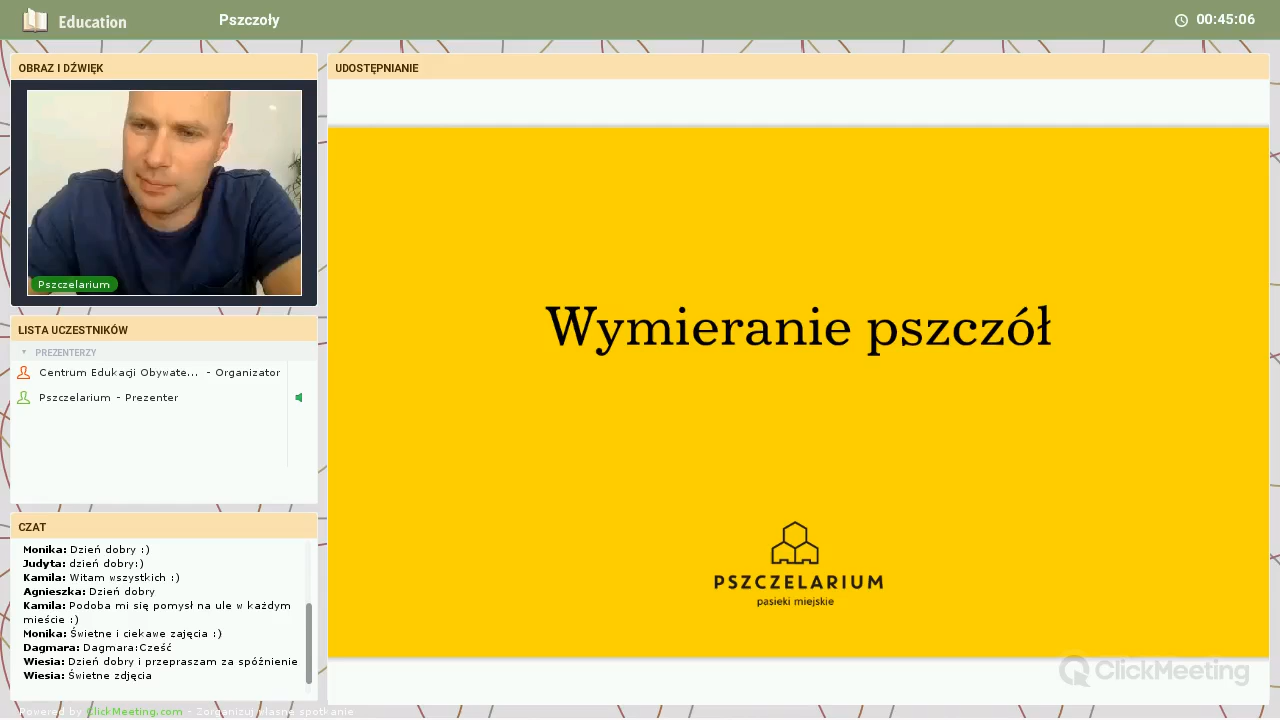 Education
Pszczoły
00:45:06
OBRAZ I DŹWIĘK
Pszczelarium
LISTA UCZESTNIKÓW
PREZENTERZY
Centrum Edukacji Obywate... - Organizator
Pszczelarium - Prezenter
CZAT
Monika: Dzień dobry :)
Judyta: dzień dobry:)
Kamila: Witam wszystkich :)
Agnieszka: Dzień dobry
Kamila: Podoba mi się pomysł na ule w każdym
mieście :)
Monika: Świetne i ciekawe zajęcia :)
Dagmara: Dagmara:Cześć
Wiesia: Dzień dobry i przepraszam za spóźnienie
Wiesia: Świetne zdjęcia
Powered by ClickMeeting.com - Zorganizuj własne spotkanie
UDOSTĘPNIANIE
Wymieranie pszczół
PSZCZELARIUM
pasieki miejskie
ClickMeeting